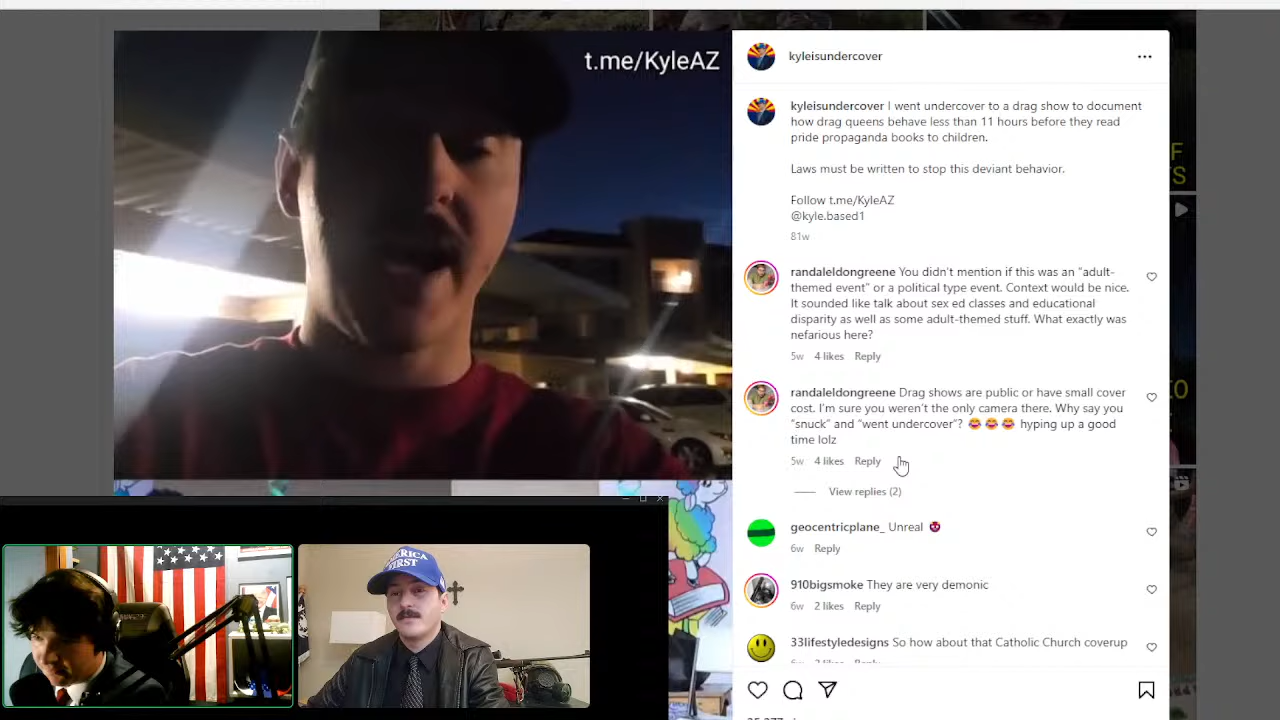 t.me/KyleAZ
kyleisundercover
kyleisundercover I went undercover to a drag show to document
how drag queens behave less than 11 hours before they read
pride propaganda books to children.
Laws must be written to stop this deviant behavior.
Follow t.me/KyleAZ
@kyle.based1
81w
randaleldongreene You didn't mention if this was an "adult-
themed event" or a political type event. Context would be nice.
It sounded like talk about sex ed classes and educational
disparity as well as some adult-themed stuff. What exactly was
nefarious here?
5w 4 likes Reply
randaleldongreene Drag shows are public or have small cover
cost. I'm sure you weren't the only camera there. Why say you
"snuck" and "went undercover"? 😂 😂 😂 hyping up a good
time lolz
5w 4 likes Reply
View replies (2)
geocentricplane_ Unreal
6w Reply
910bigsmoke They are very demonic
6w 2 likes Reply
33lifestyledesigns So how about that Catholic Church coverup
F
S
O
FIRST